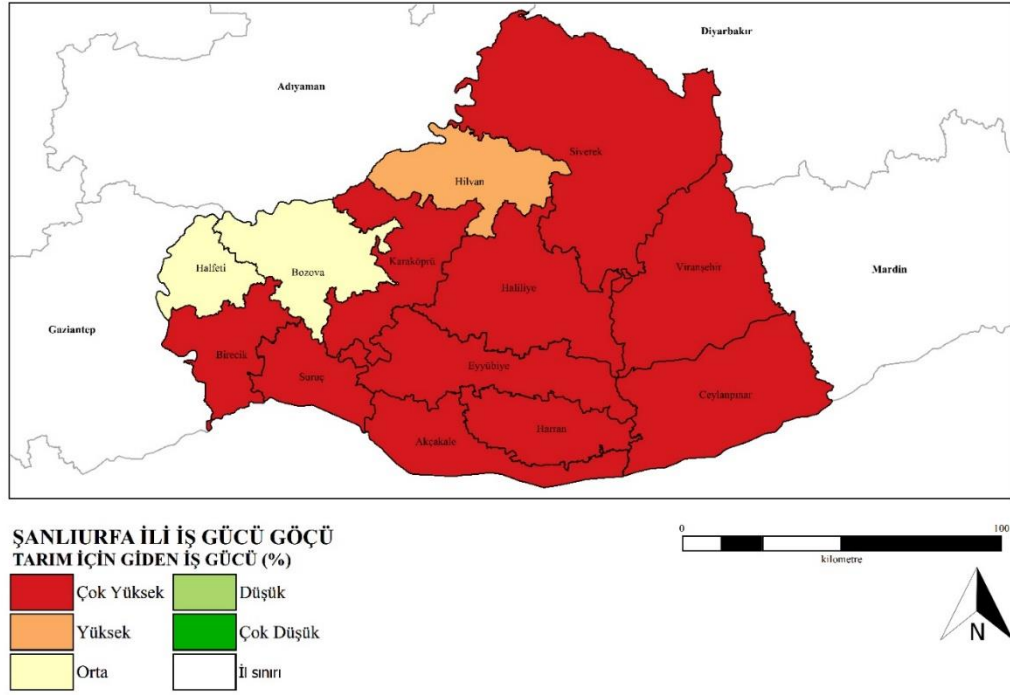 Diyarbakır
Adıyaman
Siverek
Hilvan
Karaköprü
Halfeti
Bozova
Viranşehir
Mardin
Haliliye
Gaziantep
Birecik
Suruç
Eyyübiye
Ceylanpınar
Akçakale
Harran
ŞANLIURFA İLİ İŞ GÜCÜ GÖÇÜ
TARIM İÇİN GİDEN İŞ GÜCÜ (%)
Çok Yüksek
Düşük
Yüksek
Çok Düşük
Orta
İl sınırı
0
100
kilometre
N